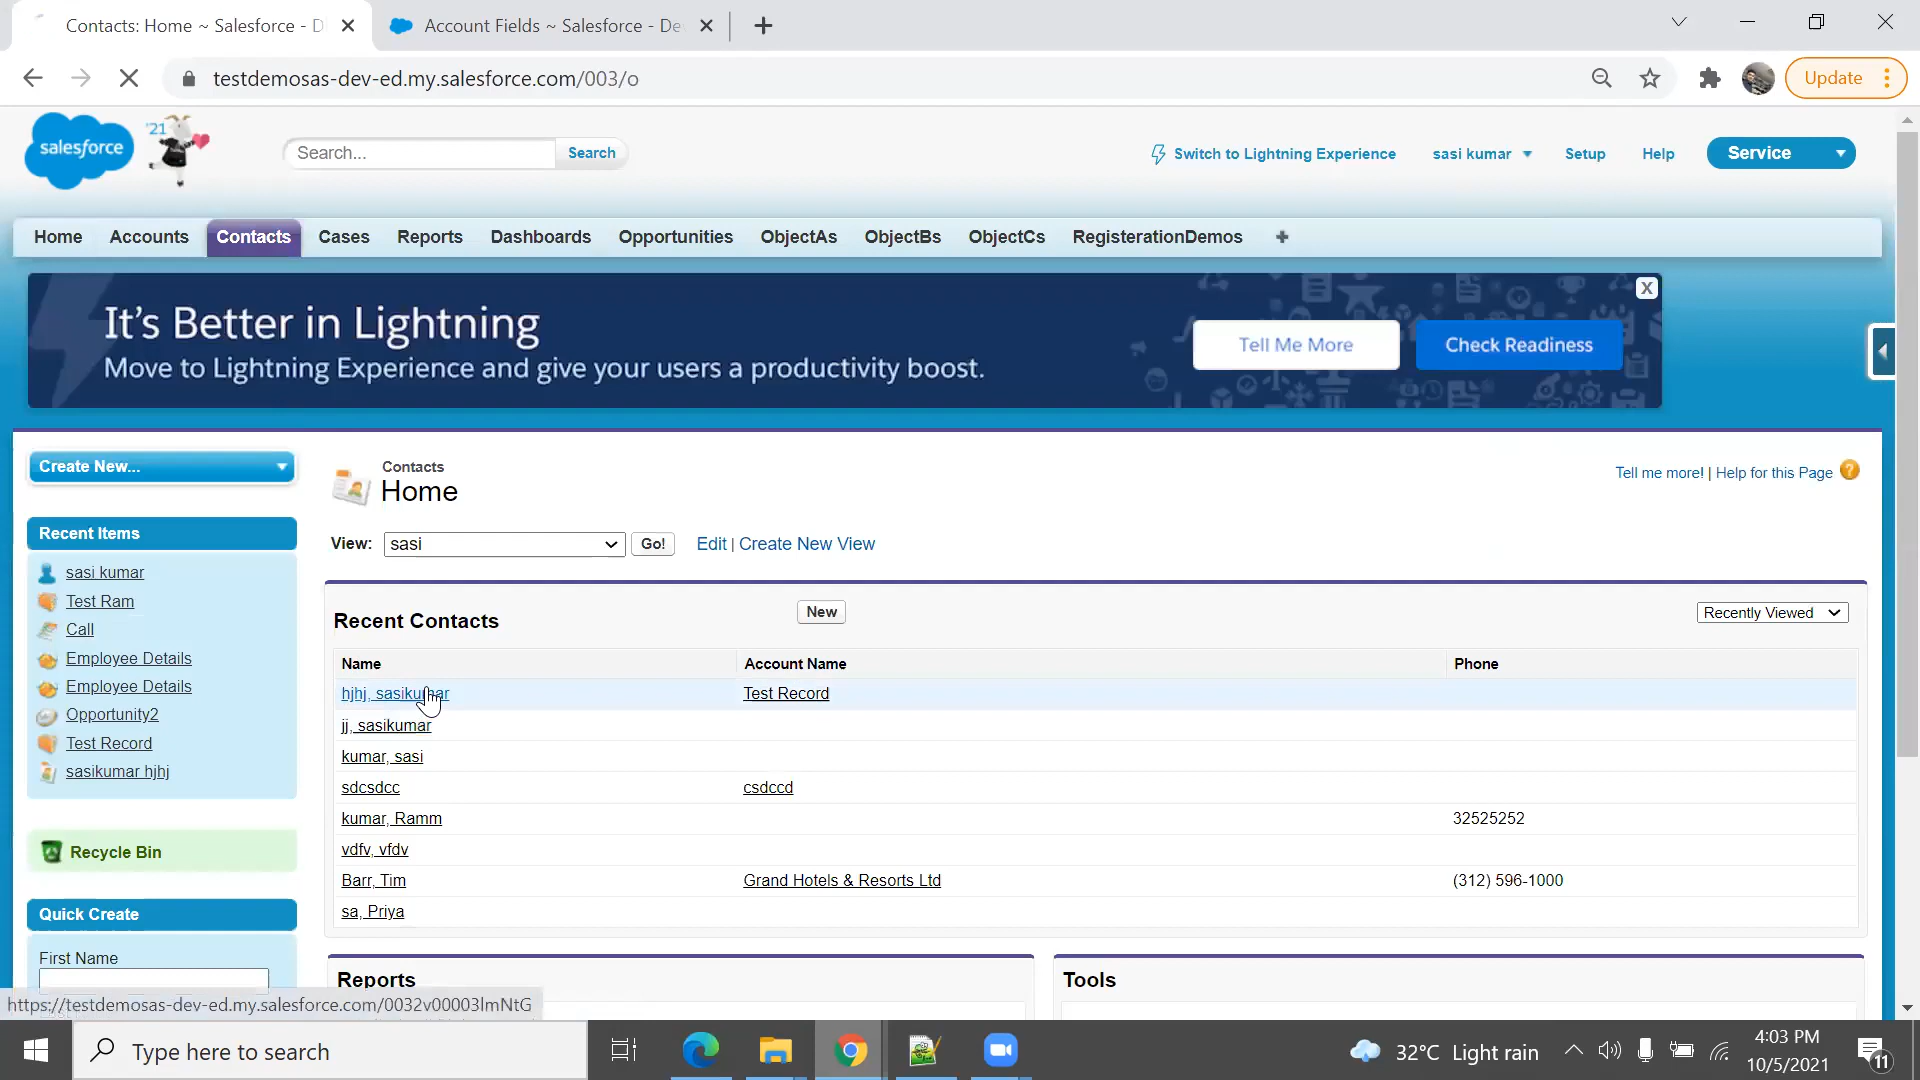 Contacts: Home ~ Salesforce - D
Account Fields ~ Salesforce - De
testdemosas-dev-ed.my.salesforce.com/003/o
Update
salesforce
'21
Search...
Search
Switch to Lightning Experience
sasi kumar
Setup
Help
Service
Home
Accounts
Contacts
Cases
Reports
Dashboards
Opportunities
ObjectAs
ObjectBs
ObjectCs
RegisterationDemos
+
It's Better in Lightning
Move to Lightning Experience and give your users a productivity boost.
Tell Me More
Check Readiness
X
Create New...
Recent Items
sasi kumar
Test Ram
Call
Employee Details
Employee Details
Opportunity2
Test Record
sasikumar hjhj
Recycle Bin
Quick Create
First Name
Contacts
Home
Tell me more! | Help for this Page
?
View:
sasi
Go!
Edit | Create New View
Recent Contacts
New
Recently Viewed
Name Account Name Phone
hjhj, sasikumar Test Record
jj, sasikumar
kumar, sasi
sdcsdcc csdccd
kumar, Ramm 32525252
vdfv, vfdv
Barr, Tim Grand Hotels & Resorts Ltd (312) 596-1000
sa, Priya
Reports
Tools
https://testdemosas-dev-ed.my.salesforce.com/0032v00003lmNtG
Type here to search
32°C Light rain
4:03 PM
10/5/2021
11